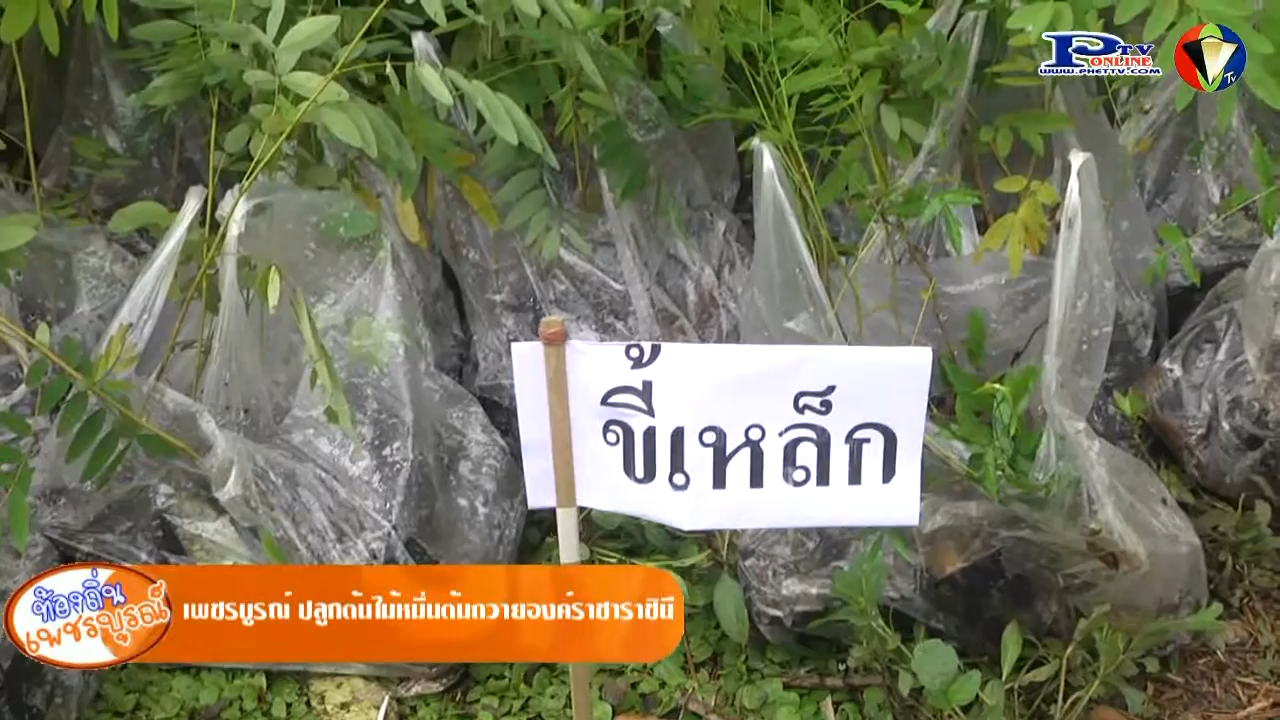 PTV
ONLINE
WWW.PHETTV.COM
TV
ขี้เหล็ก
ท้องถิ่น
เพชรบูรณ์
เพชรบูรณ์ ปลูกต้นไม้หมื่นต้นถวายองค์ราชาราชินี